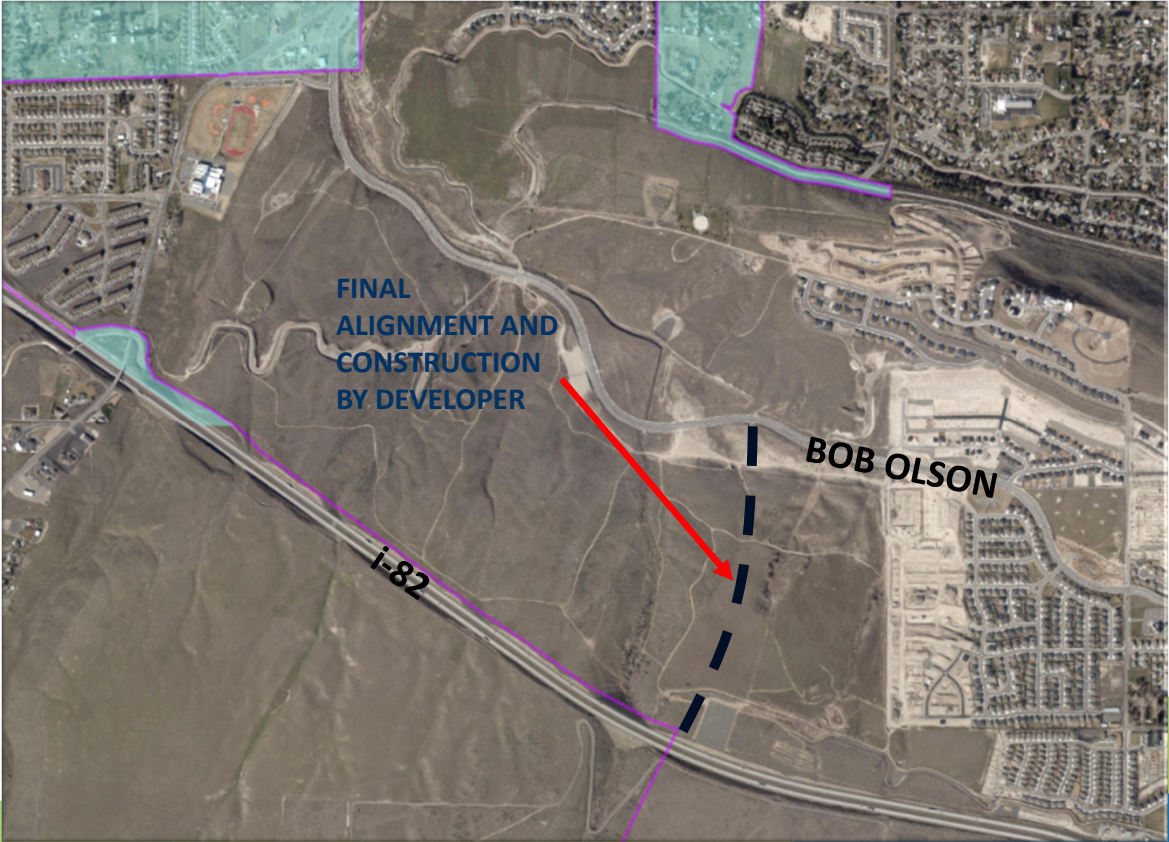 FINAL
ALIGNMENT AND
CONSTRUCTION
BY DEVELOPER
BOB OLSON
i-82